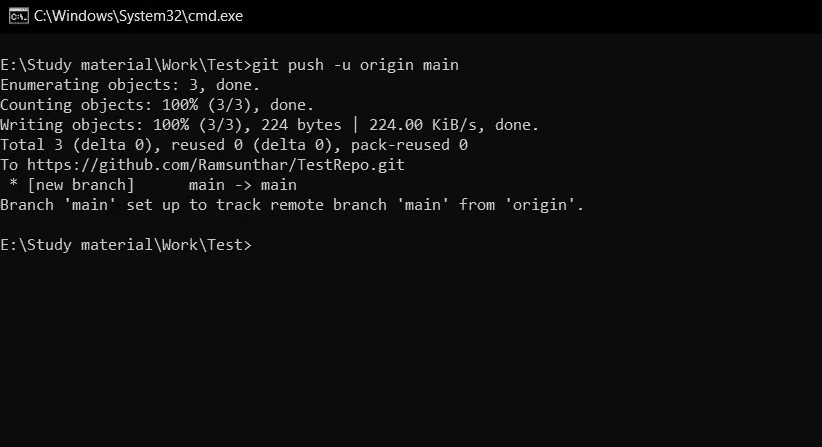 C:\Windows\System32\cmd.exe
E:\Study material\Work\Test>git push -u origin main
Enumerating objects: 3, done.
Counting objects: 100% (3/3), done.
Writing objects: 100% (3/3), 224 bytes | 224.00 KiB/s, done.
Total 3 (delta 0), reused 0 (delta 0), pack-reused 0
To https://github.com/Ramsunthar/TestRepo.git
 * [new branch]      main -> main
Branch 'main' set up to track remote branch 'main' from 'origin'.
E:\Study material\Work\Test>